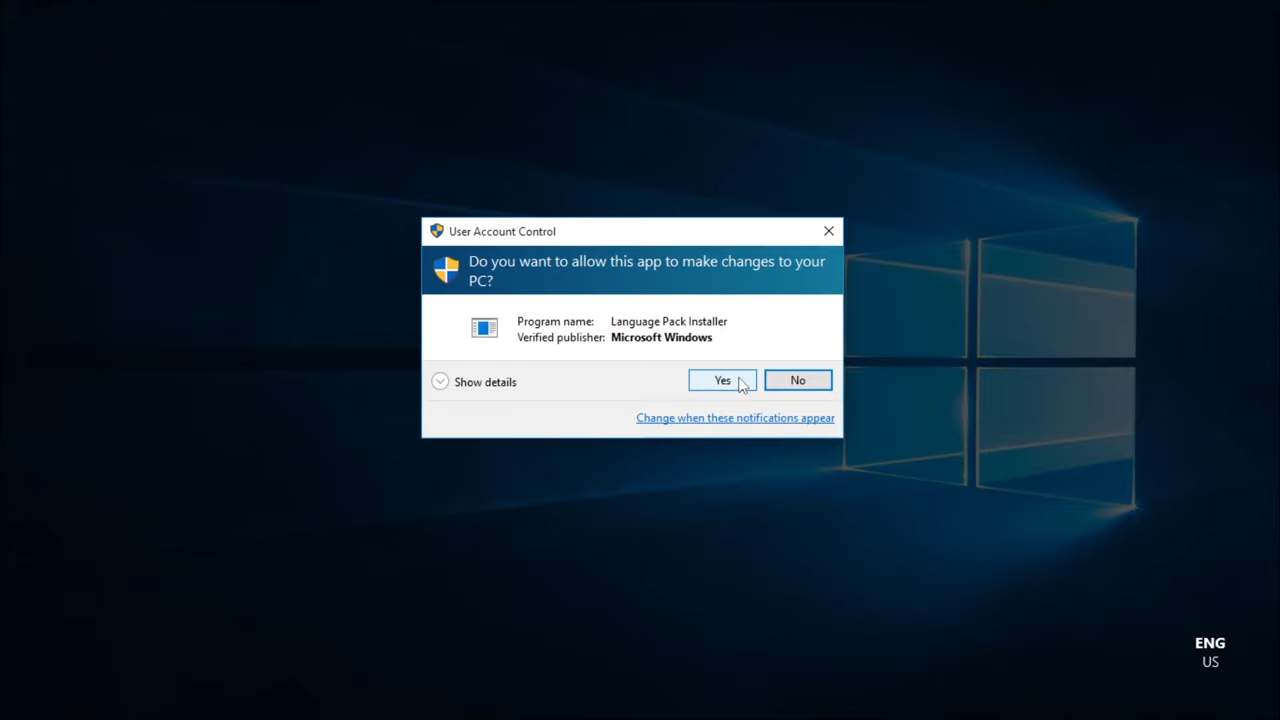 User Account Control
Do you want to allow this app to make changes to your
PC?
Program name: Language Pack Installer
Verified publisher: Microsoft Windows
Show details
Yes
No
Change when these notifications appear
ENG
US